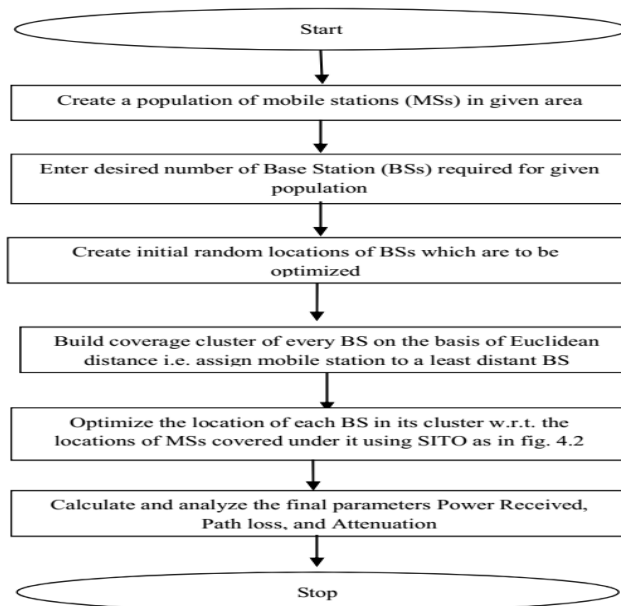 Start
Create a population of mobile stations (MSs) in given area
Enter desired number of Base Station (BSs) required for given
population
Create initial random locations of BSs which are to be
optimized
Build coverage cluster of every BS on the basis of Euclidean
distance i.e. assign mobile station to a least distant BS
Optimize the location of each BS in its cluster w.r.t. the
locations of MSs covered under it using SITO as in fig. 4.2
Calculate and analyze the final parameters Power Received,
Path loss, and Attenuation
Stop